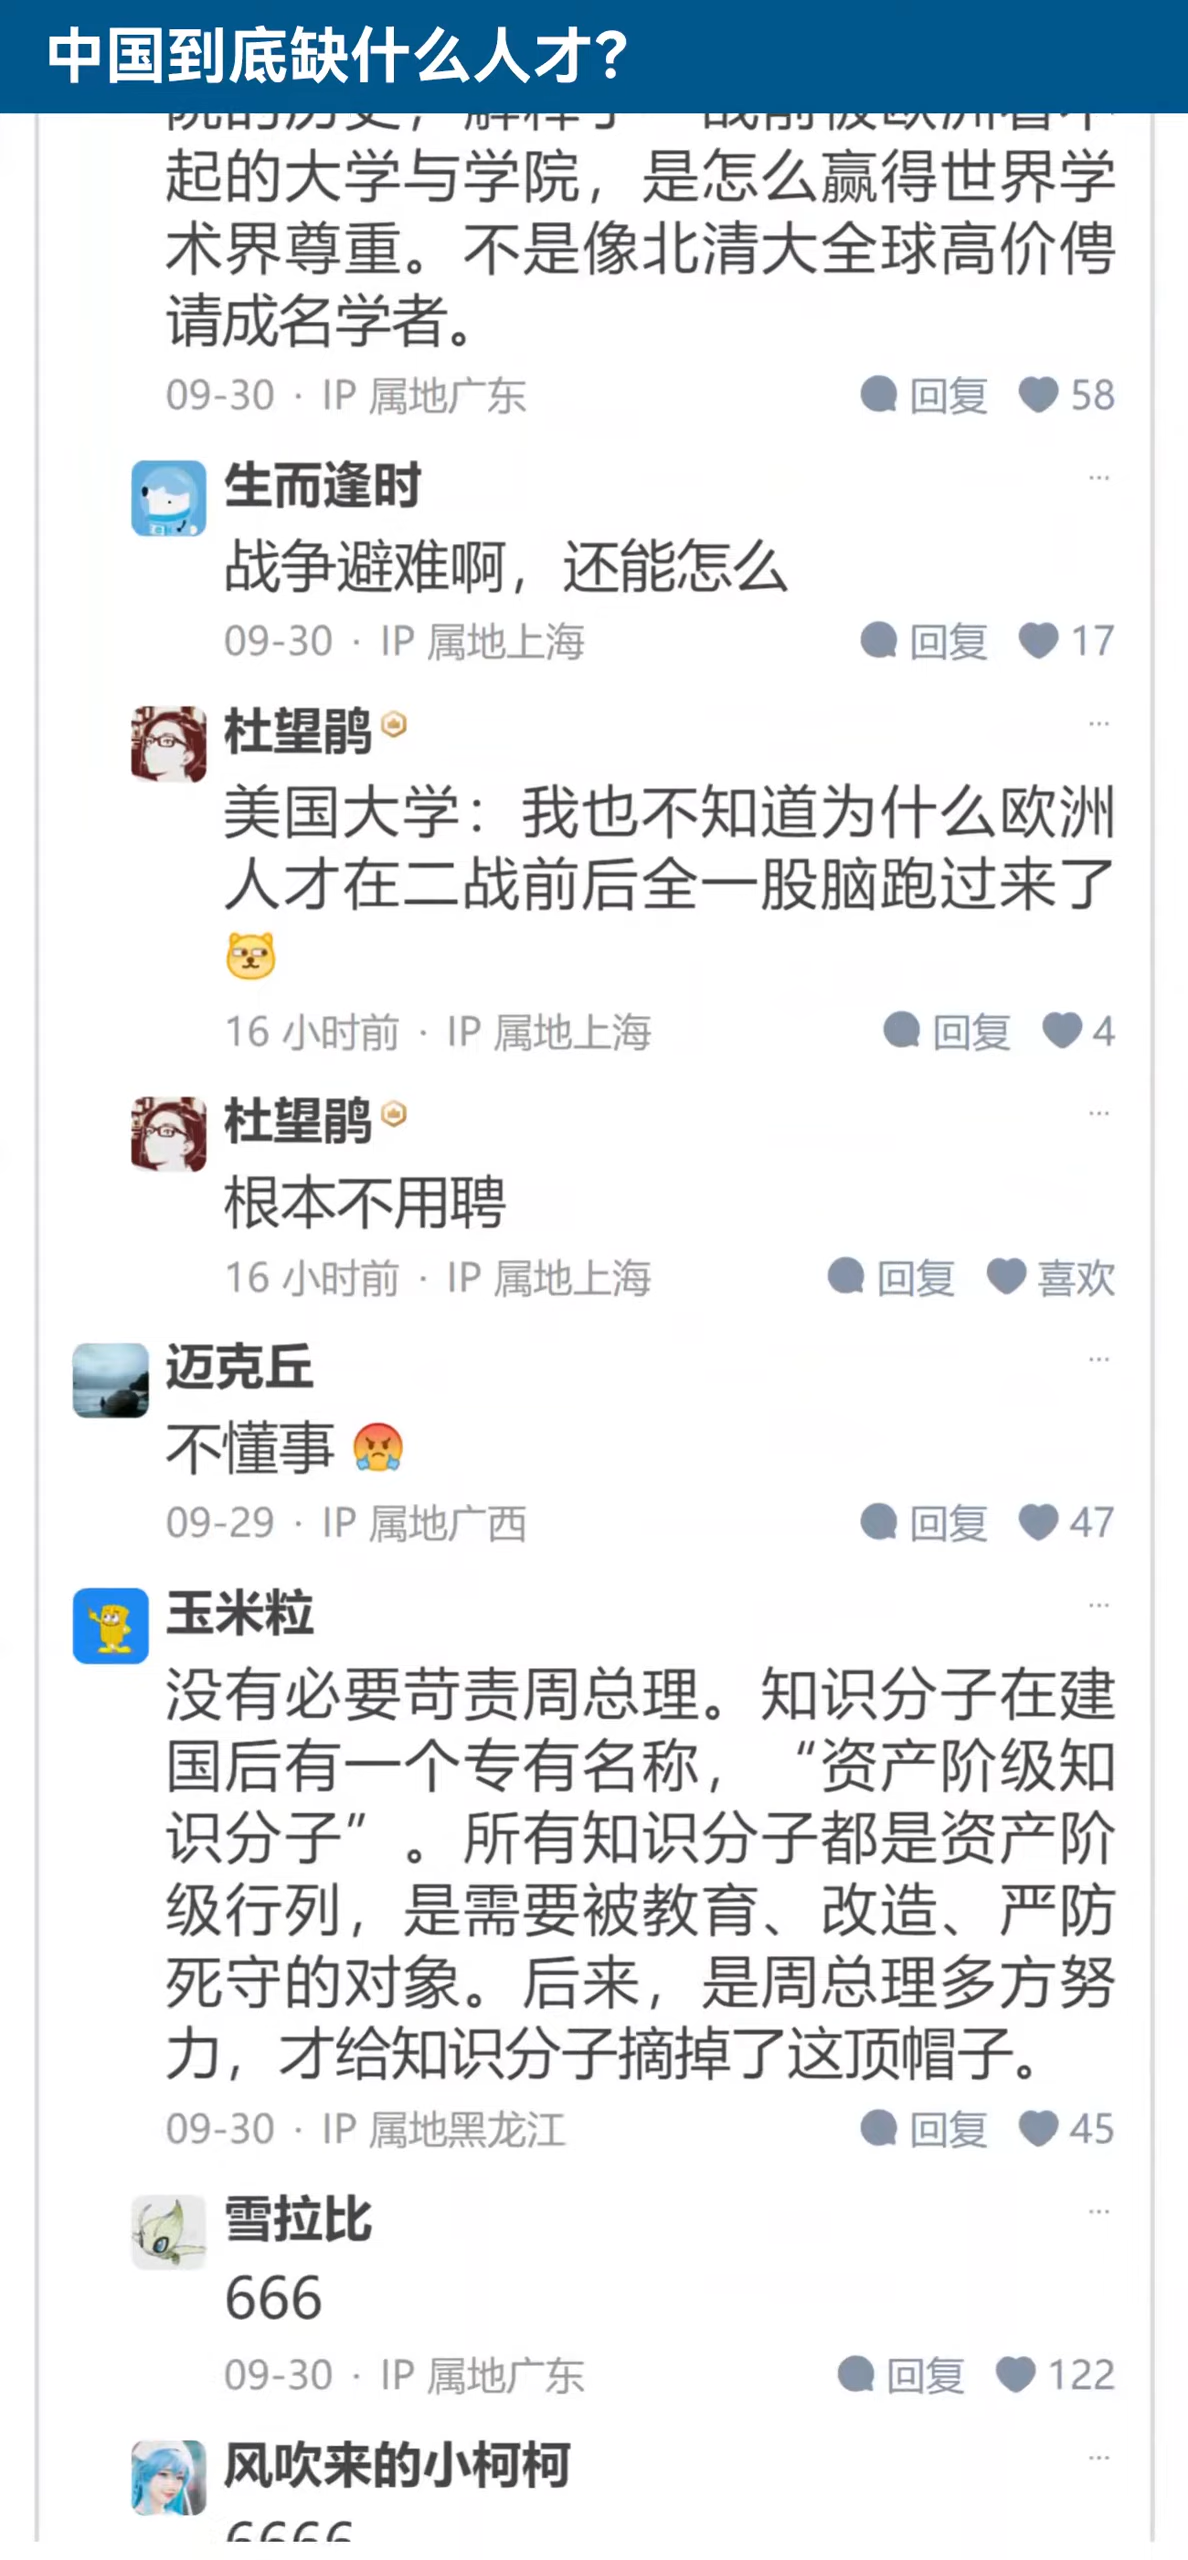 中国到底缺什么人才？
起的大学与学院，是怎么赢得世界学
术界尊重。不是像北清大全球高价俜
请成名学者。
09-30 · IP 属地广东 回复 58
生而逢时
战争避难啊，还能怎么
09-30 · IP 属地上海 回复 17
杜望鹃
美国大学：我也不知道为什么欧洲
人才在二战前后全一股脑跑过来了
16 小时前 · IP 属地上海 回复 4
杜望鹃
根本不用聘
16 小时前 · IP 属地上海 回复 喜欢
迈克丘
不懂事
09-29 · IP 属地广西 回复 47
玉米粒
没有必要苛责周总理。知识分子在建
国后有一个专有名称，“资产阶级知
识分子”。所有知识分子都是资产阶
级行列，是需要被教育、改造、严防
死守的对象。后来，是周总理多方努
力，才给知识分子摘掉了这顶帽子。
09-30 · IP 属地黑龙江 回复 45
雪拉比
666
09-30 · IP 属地广东 回复 122
风吹来的小柯柯
6666